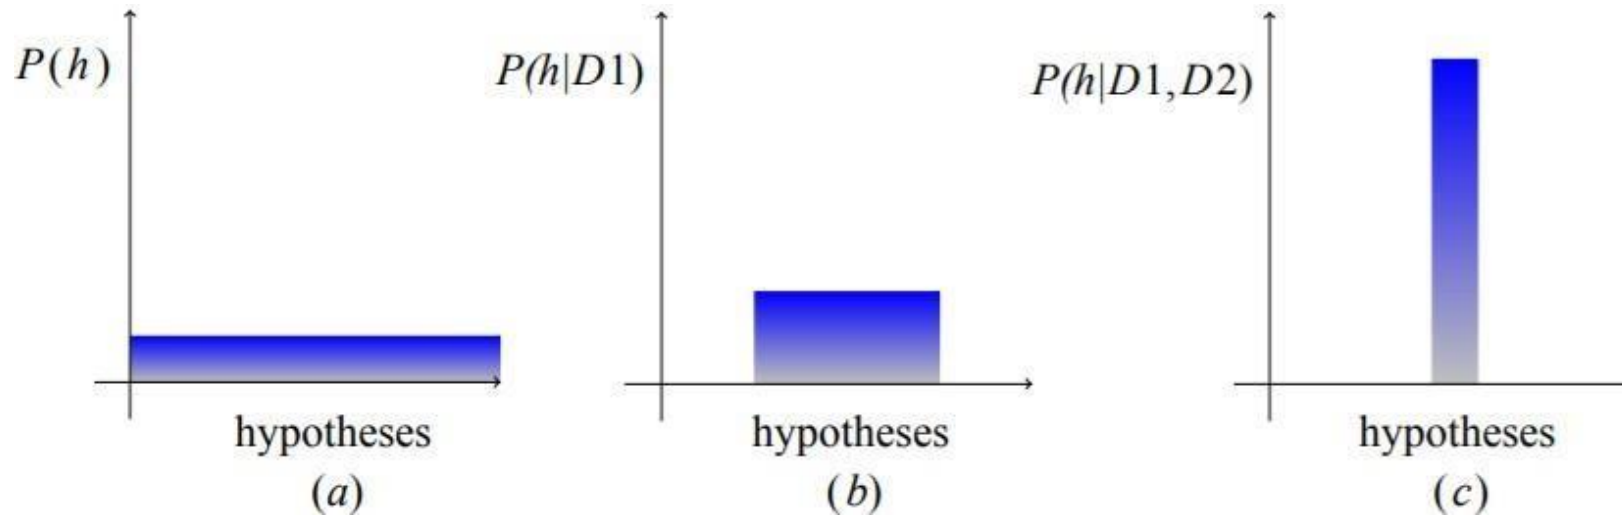 P(h)
P(h|D1)
P(h|D1,D2)
hypotheses
hypotheses
hypotheses
(a)
(b)
(c)